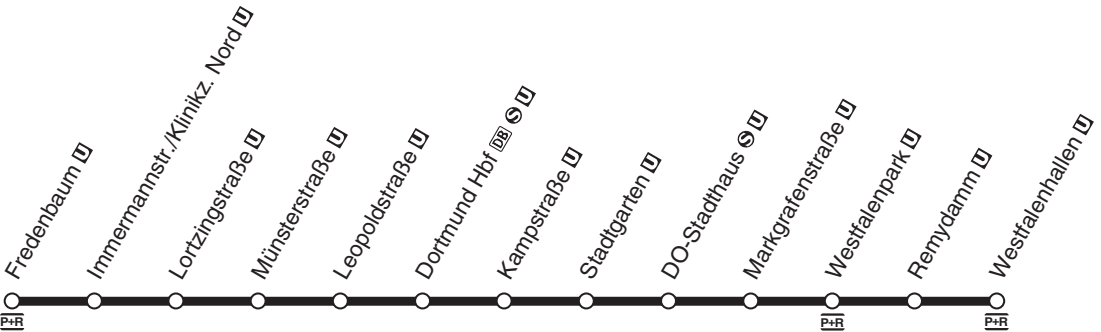 Fredenbaum U
Immermannstr./Klinikz. Nord U
Lortzingstraße U
Münsterstraße U
Leopoldstraße U
Dortmund Hbf DB S U
Kampstraße U
Stadtgarten U
DO-Stadthaus S U
Markgrafenstraße U
Westfalenpark U
Remydamm U
Westfalenhallen U
P+R
P+R
P+R